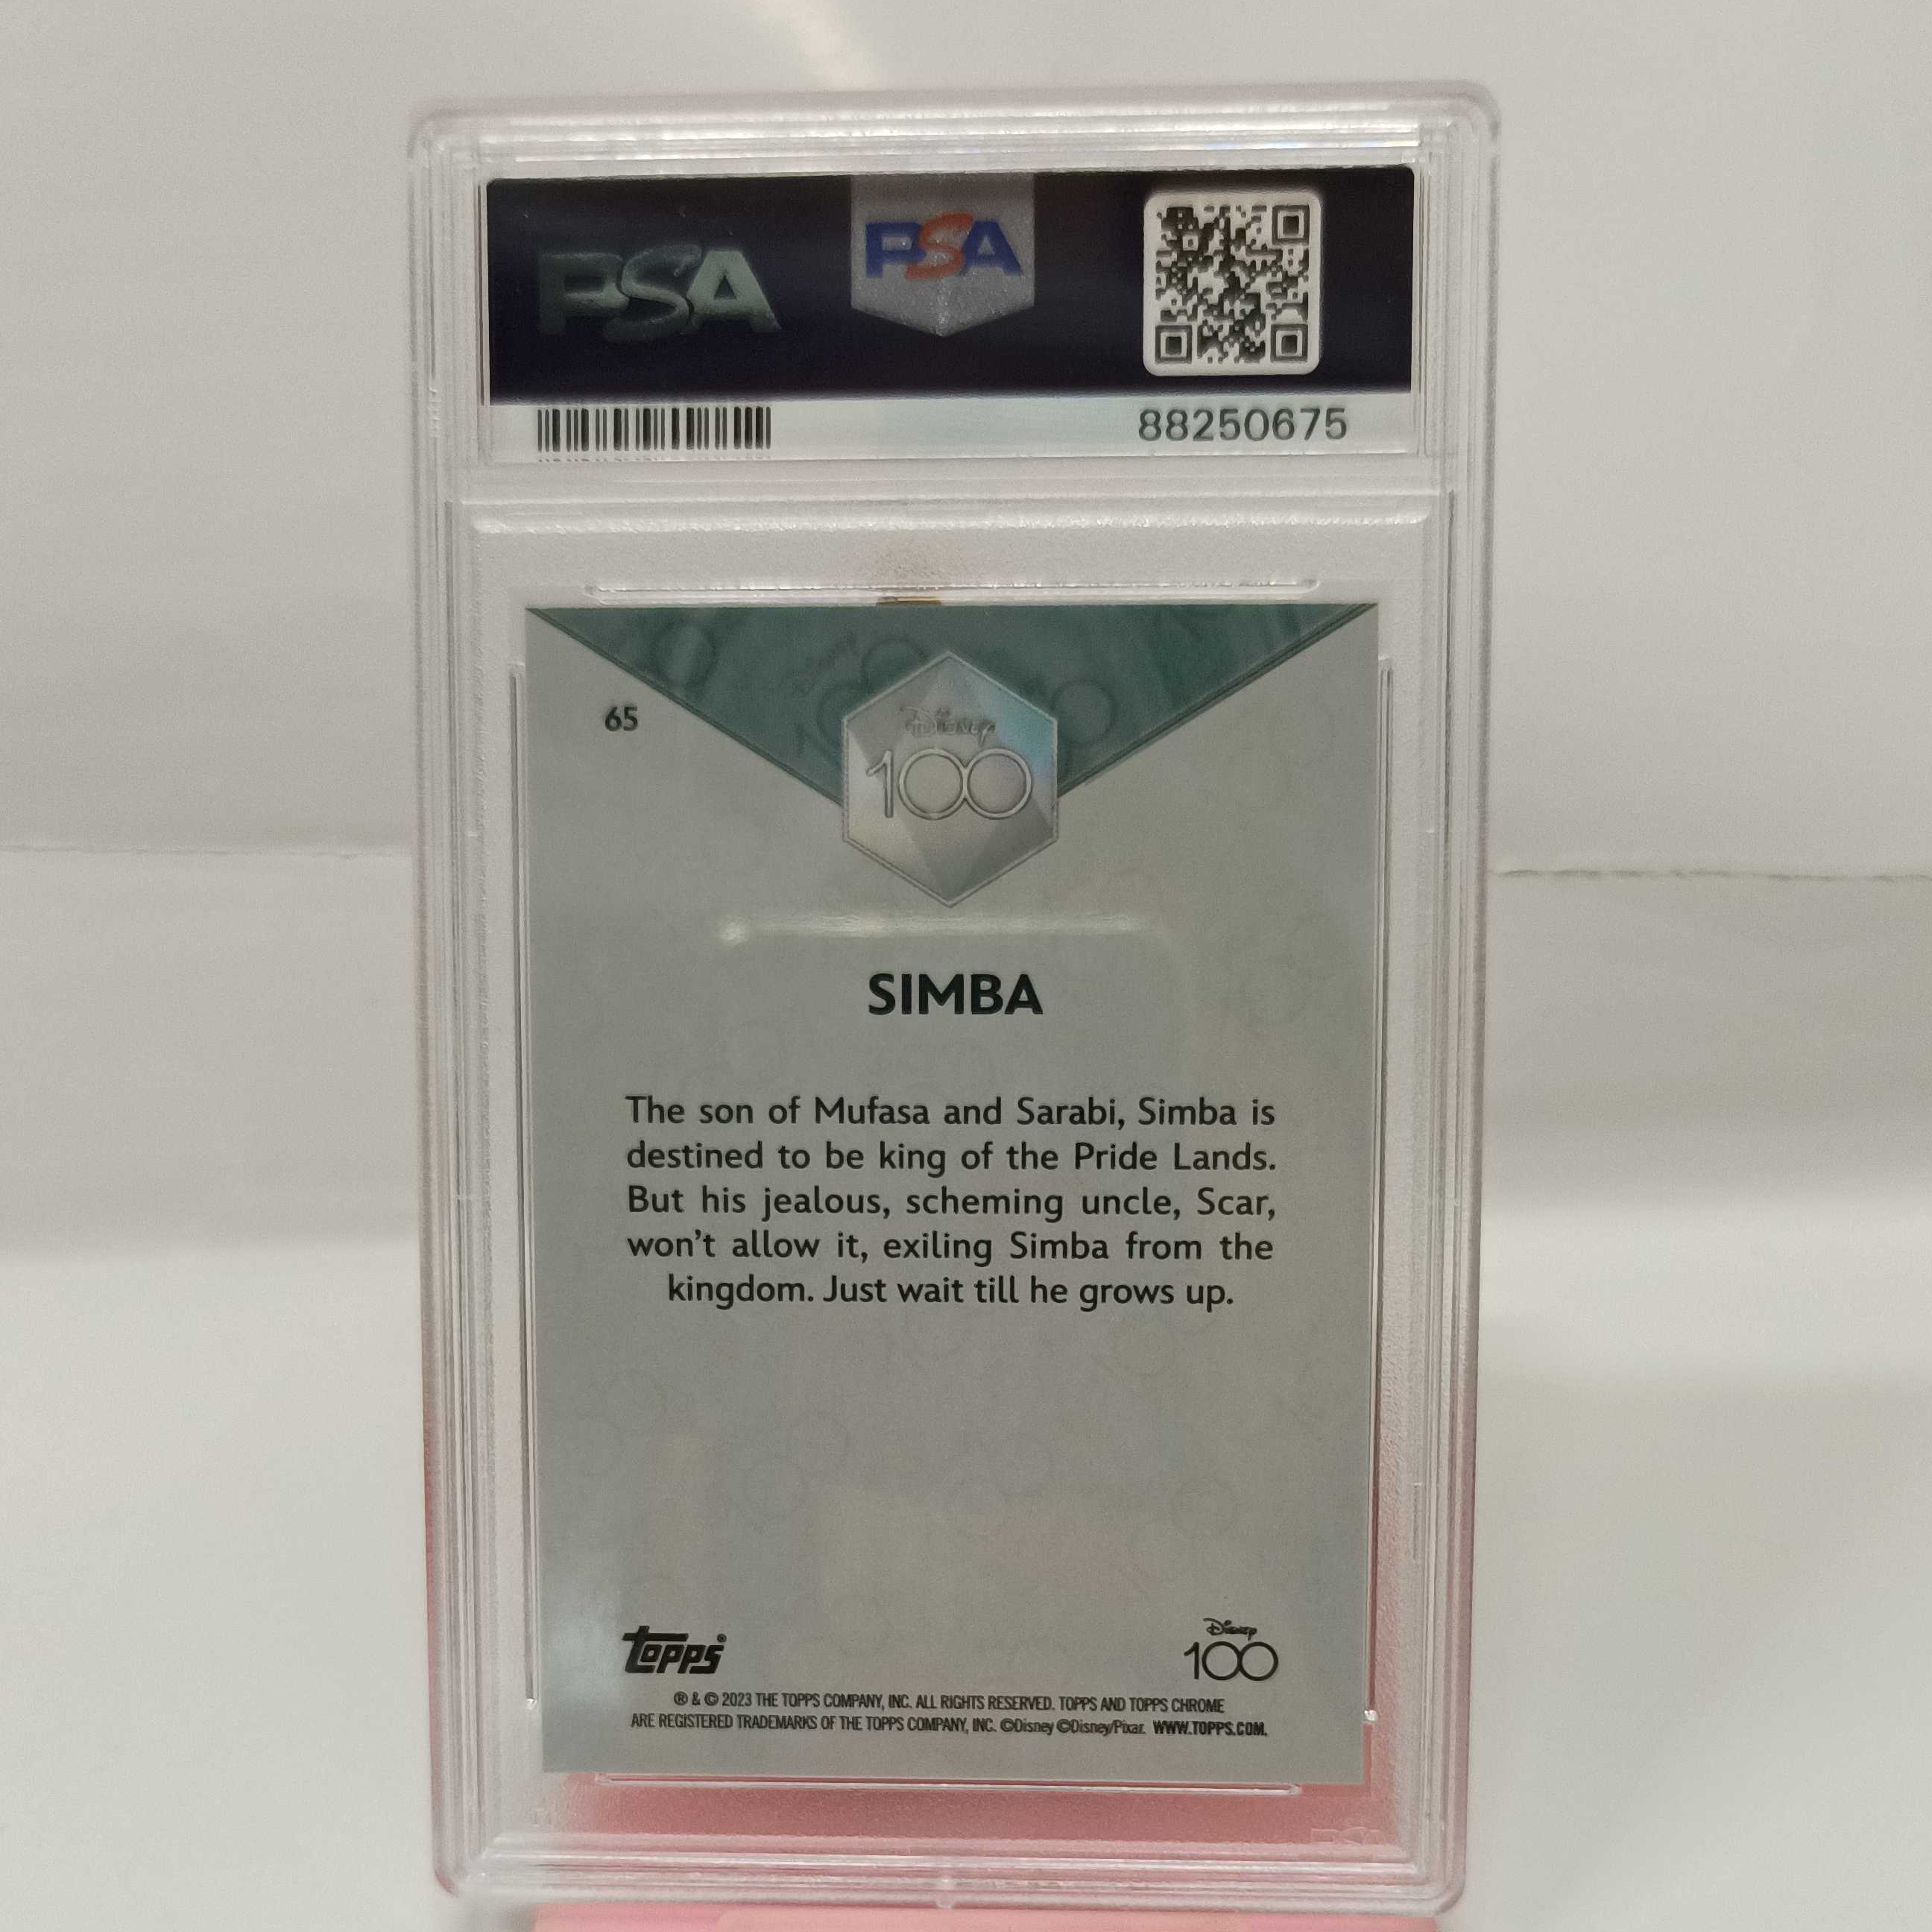 PSA PSA
88250675
65
Disney
100
SIMBA
The son of Mufasa and Sarabi, Simba is
destined to be king of the Pride Lands.
But his jealous, scheming uncle, Scar,
won't allow it, exiling Simba from the
kingdom. Just wait till he grows up.
topps®
Disney
100
® & © 2023 THE TOPPS COMPANY, INC. ALL RIGHTS RESERVED. TOPPS AND TOPPS CHROME
ARE REGISTERED TRADEMARKS OF THE TOPPS COMPANY, INC. ©Disney ©Disney/Pixar. WWW.TOPPS.COM.